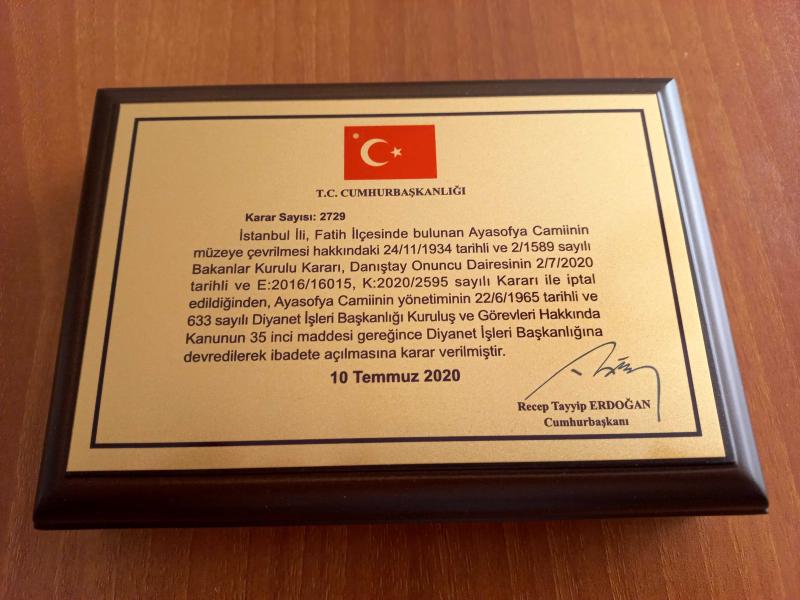 T.C. CUMHURBAŞKANLIĞI
Karar Sayısı: 2729
İstanbul İli, Fatih İlçesinde bulunan Ayasofya Camiinin
müzeye çevrilmesi hakkındaki 24/11/1934 tarihli ve 2/1589 sayılı
Bakanlar Kurulu Kararı, Danıştay Onuncu Dairesinin 2/7/2020
tarihli ve E:2016/16015, K:2020/2595 sayılı Kararı ile iptal
edildiğinden, Ayasofya Camiinin yönetiminin 22/6/1965 tarihli ve
633 sayılı Diyanet İşleri Başkanlığı Kuruluş ve Görevleri Hakkında
Kanunun 35 inci maddesi gereğince Diyanet İşleri Başkanlığına
devredilerek ibadete açılmasına karar verilmiştir.
10 Temmuz 2020
Recep Tayyip ERDOĞAN
Cumhurbaşkanı